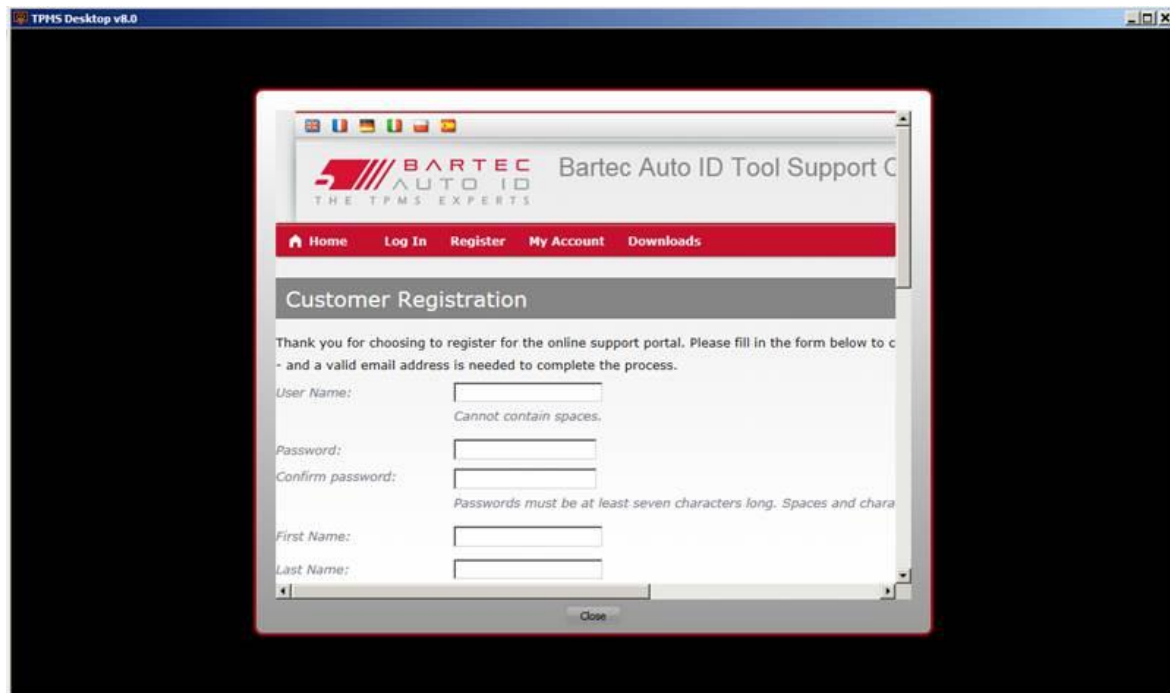 TPMS Desktop v8.0
BARTEC
AUTO ID
THE TPMS EXPERTS
Bartec Auto ID Tool Support C
Home Log In Register My Account Downloads
Customer Registration
Thank you for choosing to register for the online support portal. Please fill in the form below to c
- and a valid email address is needed to complete the process.
User Name:
Cannot contain spaces.
Password:
Confirm password:
Passwords must be at least seven characters long. Spaces and chara
First Name:
Last Name:
Close